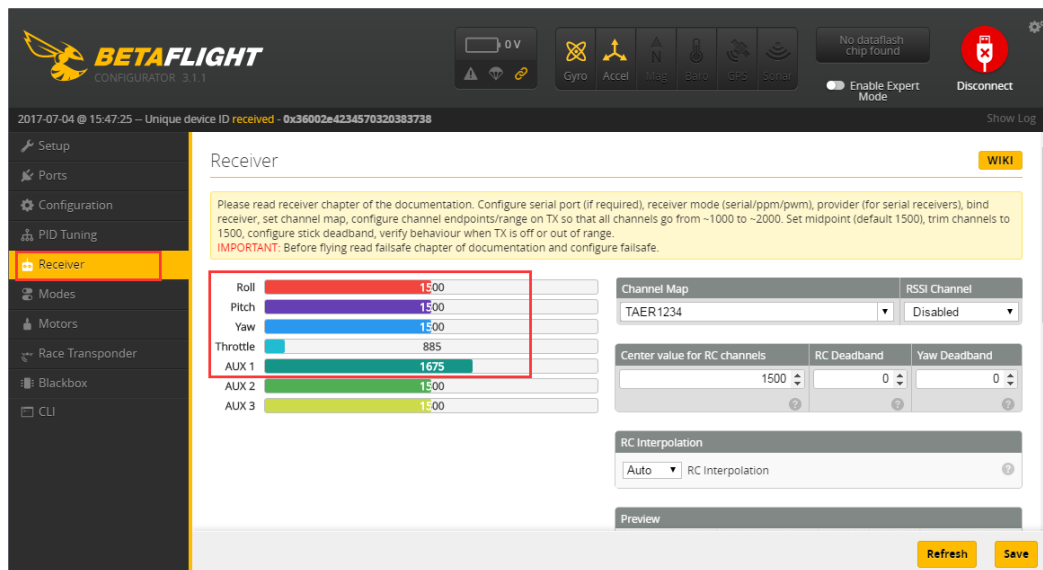 BETAFLIGHT
CONFIGURATOR 3.1.1
0 V
Gyro Accel Mag Baro GPS Sonar
No dataflash
chip found
Enable Expert
Mode
Disconnect
2017-07-04 @ 15:47:25 -- Unique device ID received - 0x36002e4234570320383738
Show Log
Setup
Ports
Configuration
PID Tuning
Receiver
Modes
Motors
Race Transponder
Blackbox
CLI
Receiver
WIKI
Please read receiver chapter of the documentation. Configure serial port (if required), receiver mode (serial/ppm/pwm), provider (for serial receivers), bind
receiver, set channel map, configure channel endpoints/range on TX so that all channels go from ~1000 to ~2000. Set midpoint (default 1500), trim channels to
1500, configure stick deadband, verify behaviour when TX is off or out of range.
IMPORTANT: Before flying read failsafe chapter of documentation and configure failsafe.
Roll 1500
Pitch 1500
Yaw 1500
Throttle 885
AUX 1 1675
AUX 2 1500
AUX 3 1500
Channel Map RSSI Channel
TAER1234 Disabled
Center value for RC channels RC Deadband Yaw Deadband
1500 0 0
RC Interpolation
Auto RC Interpolation
Preview
Refresh Save